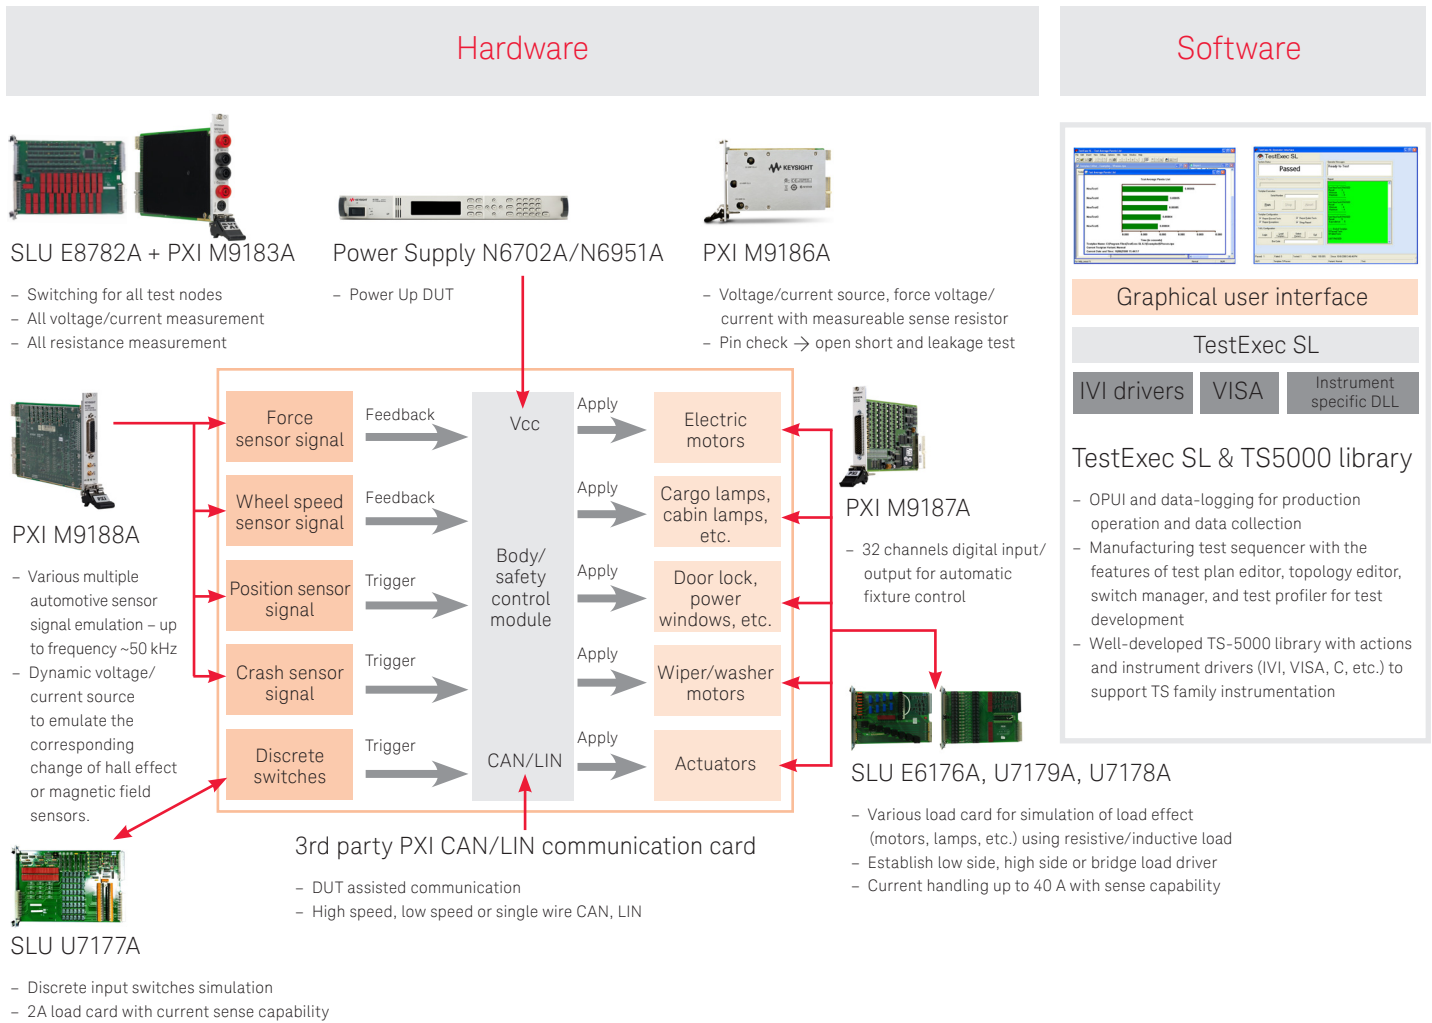 Hardware
Software
KEYSIGHT
TestExec SL
Passed
SLU E8782A + PXI M9183A
– Switching for all test nodes
– All voltage/current measurement
– All resistance measurement
Power Supply N6702A/N6951A
– Power Up DUT
PXI M9186A
– Voltage/current source, force voltage/
current with measureable sense resistor
– Pin check → open short and leakage test
PXI M9188A
– Various multiple
automotive sensor
signal emulation – up
to frequency ~50 kHz
– Dynamic voltage/
current source
to emulate the
corresponding
change of hall effect
or magnetic field
sensors.
Force
sensor signal
Feedback
Wheel speed
sensor signal
Feedback
Position sensor
signal
Trigger
Crash sensor
signal
Trigger
Discrete
switches
Trigger
Vcc
Body/
safety
control
module
CAN/LIN
Apply
Electric
motors
Apply
Cargo lamps,
cabin lamps,
etc.
Apply
Door lock,
power
windows, etc.
Apply
Wiper/washer
motors
Apply
Actuators
PXI M9187A
– 32 channels digital input/
output for automatic
fixture control
SLU E6176A, U7179A, U7178A
– Various load card for simulation of load effect
(motors, lamps, etc.) using resistive/inductive load
– Establish low side, high side or bridge load driver
– Current handling up to 40 A with sense capability
3rd party PXI CAN/LIN communication card
– DUT assisted communication
– High speed, low speed or single wire CAN, LIN
SLU U7177A
– Discrete input switches simulation
– 2A load card with current sense capability
Graphical user interface
TestExec SL
IVI drivers
VISA
Instrument
specific DLL
TestExec SL & TS5000 library
– OPUI and data-logging for production
operation and data collection
– Manufacturing test sequencer with the
features of test plan editor, topology editor,
switch manager, and test profiler for test
development
– Well-developed TS-5000 library with actions
and instrument drivers (IVI, VISA, C, etc.) to
support TS family instrumentation